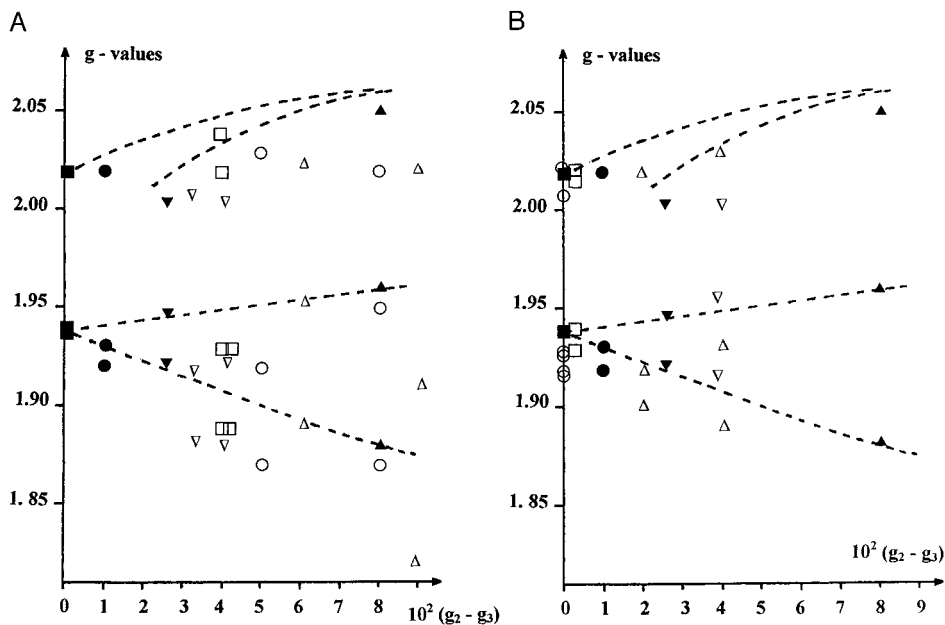 A
g - values
2.05
2.00
1.95
1.90
1. 85
0 1 2 3 4 5 6 7 8 10² (g₂ - g₃)
B
g - values
2.05
2.00
1.95
1.90
1.85
10² (g₂ - g₃)
0 1 2 3 4 5 6 7 8 9